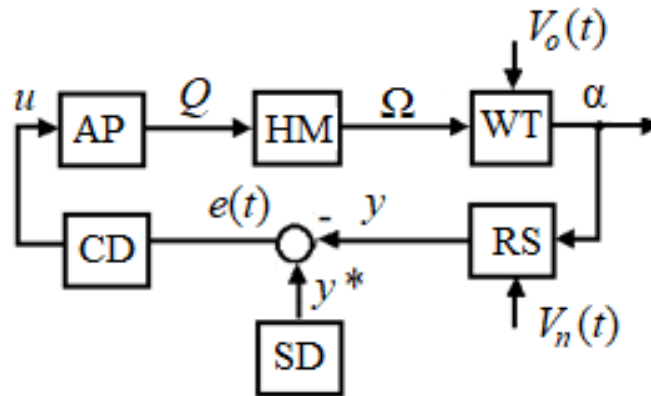 V_o(t)
u
Q
Ω
α
AP
HM
WT
e(t)
-
y
CD
RS
y*
SD
V_n(t)